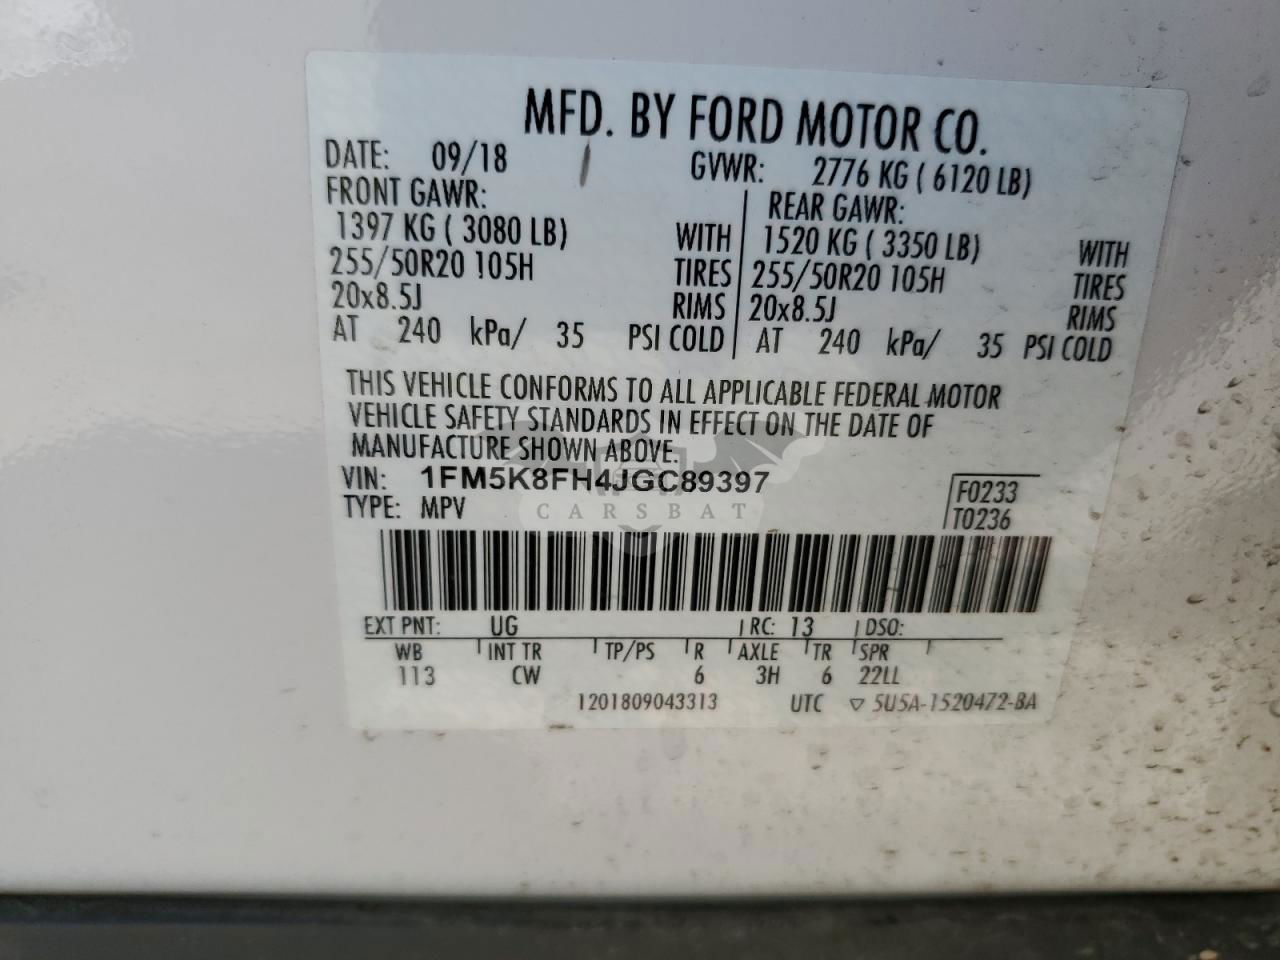 MFD. BY FORD MOTOR CO.
DATE: 09/18 GVWR: 2776 KG ( 6120 LB)
FRONT GAWR: REAR GAWR:
1397 KG ( 3080 LB) WITH 1520 KG ( 3350 LB) WITH
255/50R20 105H TIRES 255/50R20 105H TIRES
20x8.5J RIMS 20x8.5J RIMS
AT 240 kPa/ 35 PSI COLD AT 240 kPa/ 35 PSI COLD
THIS VEHICLE CONFORMS TO ALL APPLICABLE FEDERAL MOTOR
VEHICLE SAFETY STANDARDS IN EFFECT ON THE DATE OF
MANUFACTURE SHOWN ABOVE.
VIN: 1FM5K8FH4JGC89397 F0233
TYPE: MPV T0236
CARSBAT
EXT PNT: UG RC: 13 DSO:
WB INT TR TP/PS R AXLE TR SPR
113 CW 6 3H 6 22LL
1201809043313 UTC ▽ 5U5A-1520472-BA